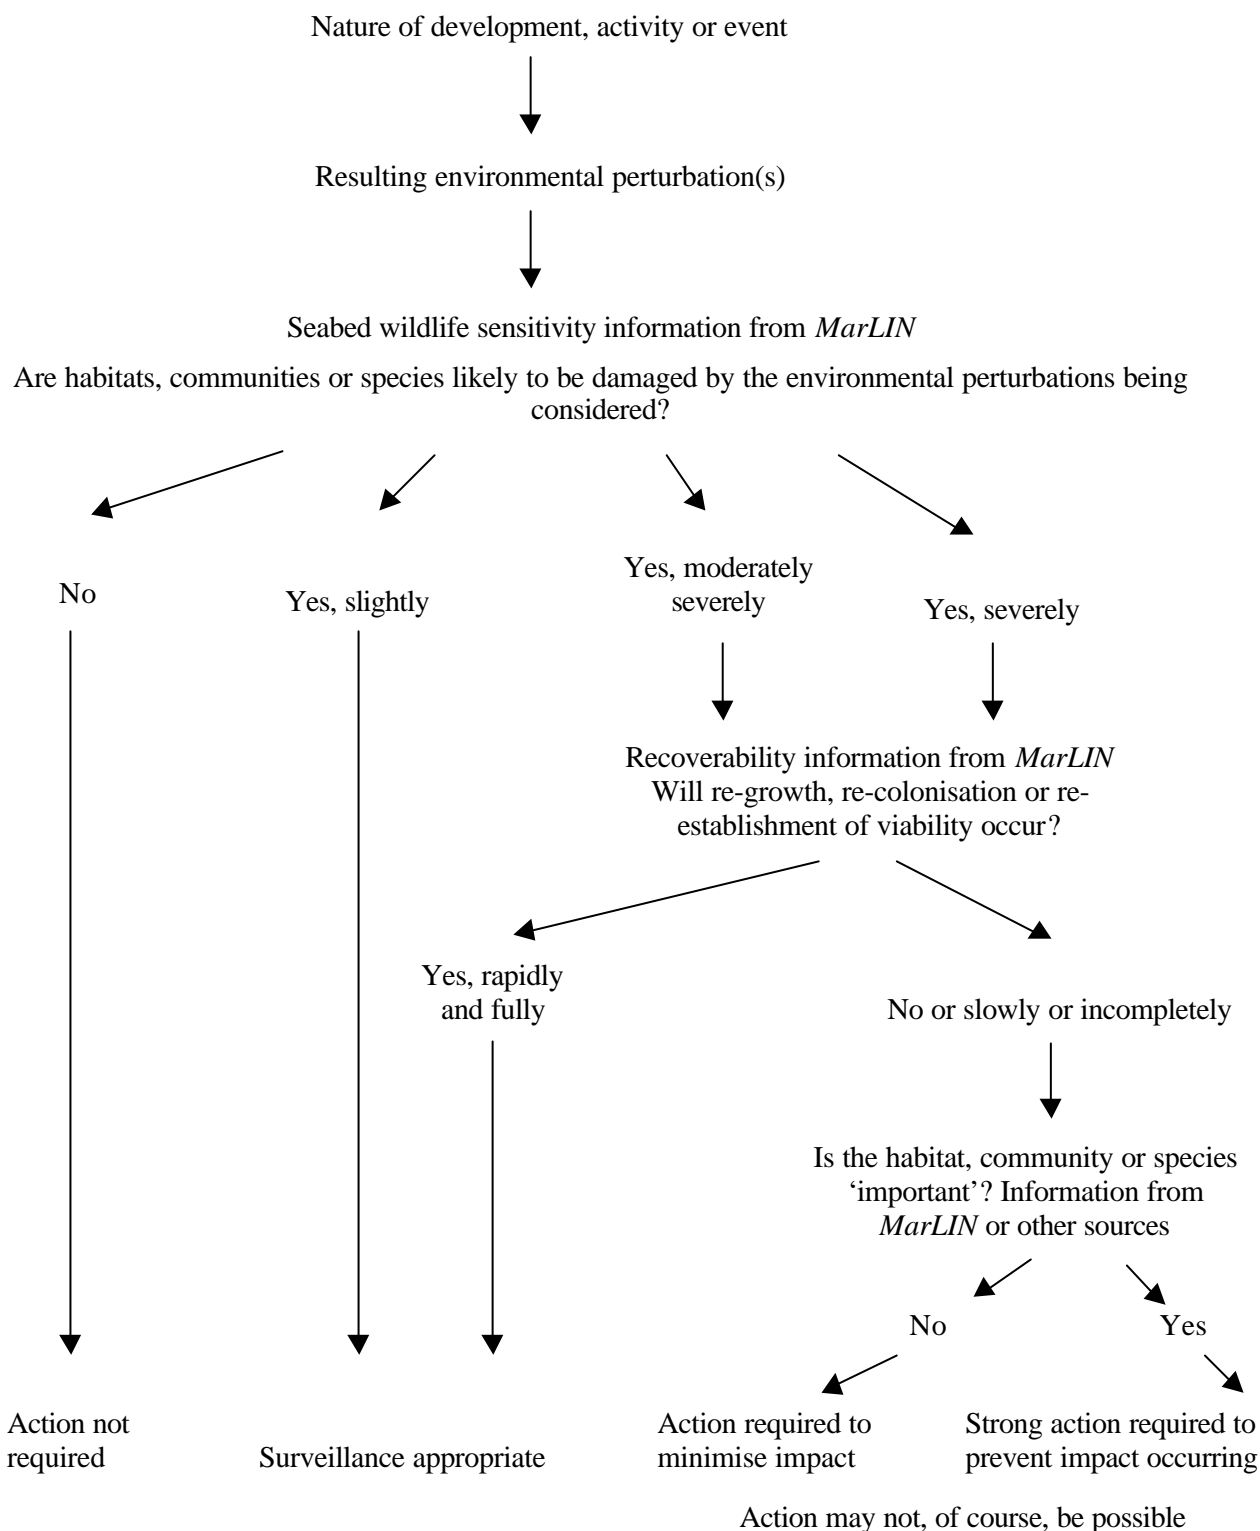 Nature of development, activity or event
Resulting environmental perturbation(s)
Seabed wildlife sensitivity information from MarLIN
Are habitats, communities or species likely to be damaged by the environmental perturbations being
considered?
No
Yes, slightly
Yes, moderately
severely
Yes, severely
Recoverability information from MarLIN
Will re-growth, re-colonisation or re-
establishment of viability occur?
Yes, rapidly
and fully
No or slowly or incompletely
Is the habitat, community or species
‘important’? Information from
MarLIN or other sources
No
Yes
Action not
required
Surveillance appropriate
Action required to
minimise impact
Strong action required to
prevent impact occurring
Action may not, of course, be possible